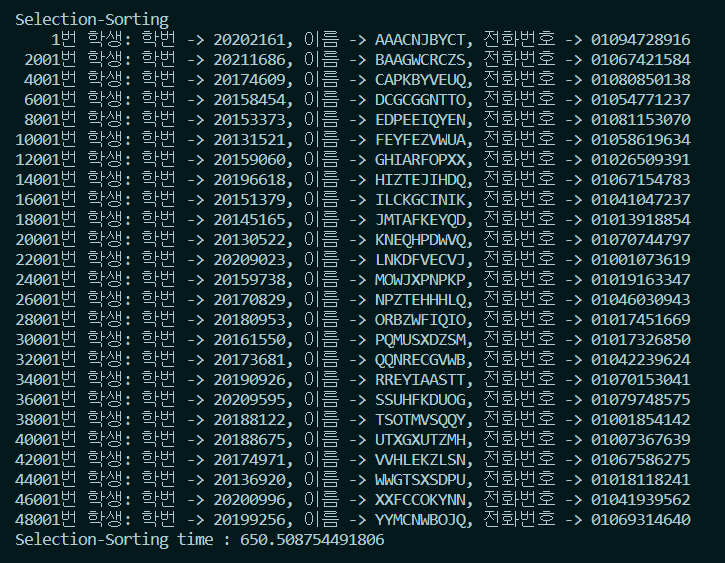 Selection-Sorting
1번 학생: 학번 -> 20202161, 이름 -> AAACNJBYCT, 전화번호 -> 01094728916
2001번 학생: 학번 -> 20211686, 이름 -> BAAGWCRCZS, 전화번호 -> 01067421584
4001번 학생: 학번 -> 20174609, 이름 -> CAPKBYVEUQ, 전화번호 -> 01080850138
6001번 학생: 학번 -> 20158454, 이름 -> DCGCGGNTTO, 전화번호 -> 01054771237
8001번 학생: 학번 -> 20153373, 이름 -> EDPEEIQYEN, 전화번호 -> 01081153070
10001번 학생: 학번 -> 20131521, 이름 -> FEYFEZVWUA, 전화번호 -> 01058619634
12001번 학생: 학번 -> 20159060, 이름 -> GHIARFOPXX, 전화번호 -> 01026509391
14001번 학생: 학번 -> 20196618, 이름 -> HIZTEJIHDQ, 전화번호 -> 01067154783
16001번 학생: 학번 -> 20151379, 이름 -> ILCKGCINIK, 전화번호 -> 01041047237
18001번 학생: 학번 -> 20145165, 이름 -> JMTAFKEYQD, 전화번호 -> 01013918854
20001번 학생: 학번 -> 20130522, 이름 -> KNEQHPDWVQ, 전화번호 -> 01070744797
22001번 학생: 학번 -> 20209023, 이름 -> LNKDFVECVJ, 전화번호 -> 01001073619
24001번 학생: 학번 -> 20159738, 이름 -> MOWJXPNPKP, 전화번호 -> 01019163347
26001번 학생: 학번 -> 20170829, 이름 -> NPZTEHHHLQ, 전화번호 -> 01046030943
28001번 학생: 학번 -> 20180953, 이름 -> ORBZWFIQIO, 전화번호 -> 01017451669
30001번 학생: 학번 -> 20161550, 이름 -> PQMUSXDZSM, 전화번호 -> 01017326850
32001번 학생: 학번 -> 20173681, 이름 -> QQNRECGVWB, 전화번호 -> 01042239624
34001번 학생: 학번 -> 20190926, 이름 -> RREYIAASTT, 전화번호 -> 01070153041
36001번 학생: 학번 -> 20209595, 이름 -> SSUHFKDUOG, 전화번호 -> 01079748575
38001번 학생: 학번 -> 20188122, 이름 -> TSOTMVSQQY, 전화번호 -> 01001854142
40001번 학생: 학번 -> 20188675, 이름 -> UTXGXUTZMH, 전화번호 -> 01007367639
42001번 학생: 학번 -> 20174971, 이름 -> VVHLEKZLSN, 전화번호 -> 01067586275
44001번 학생: 학번 -> 20136920, 이름 -> WWGTSXSDPU, 전화번호 -> 01018118241
46001번 학생: 학번 -> 20200996, 이름 -> XXFCCOKYNN, 전화번호 -> 01041939562
48001번 학생: 학번 -> 20199256, 이름 -> YYMCNWBOJQ, 전화번호 -> 01069314640
Selection-Sorting time : 650.508754491806